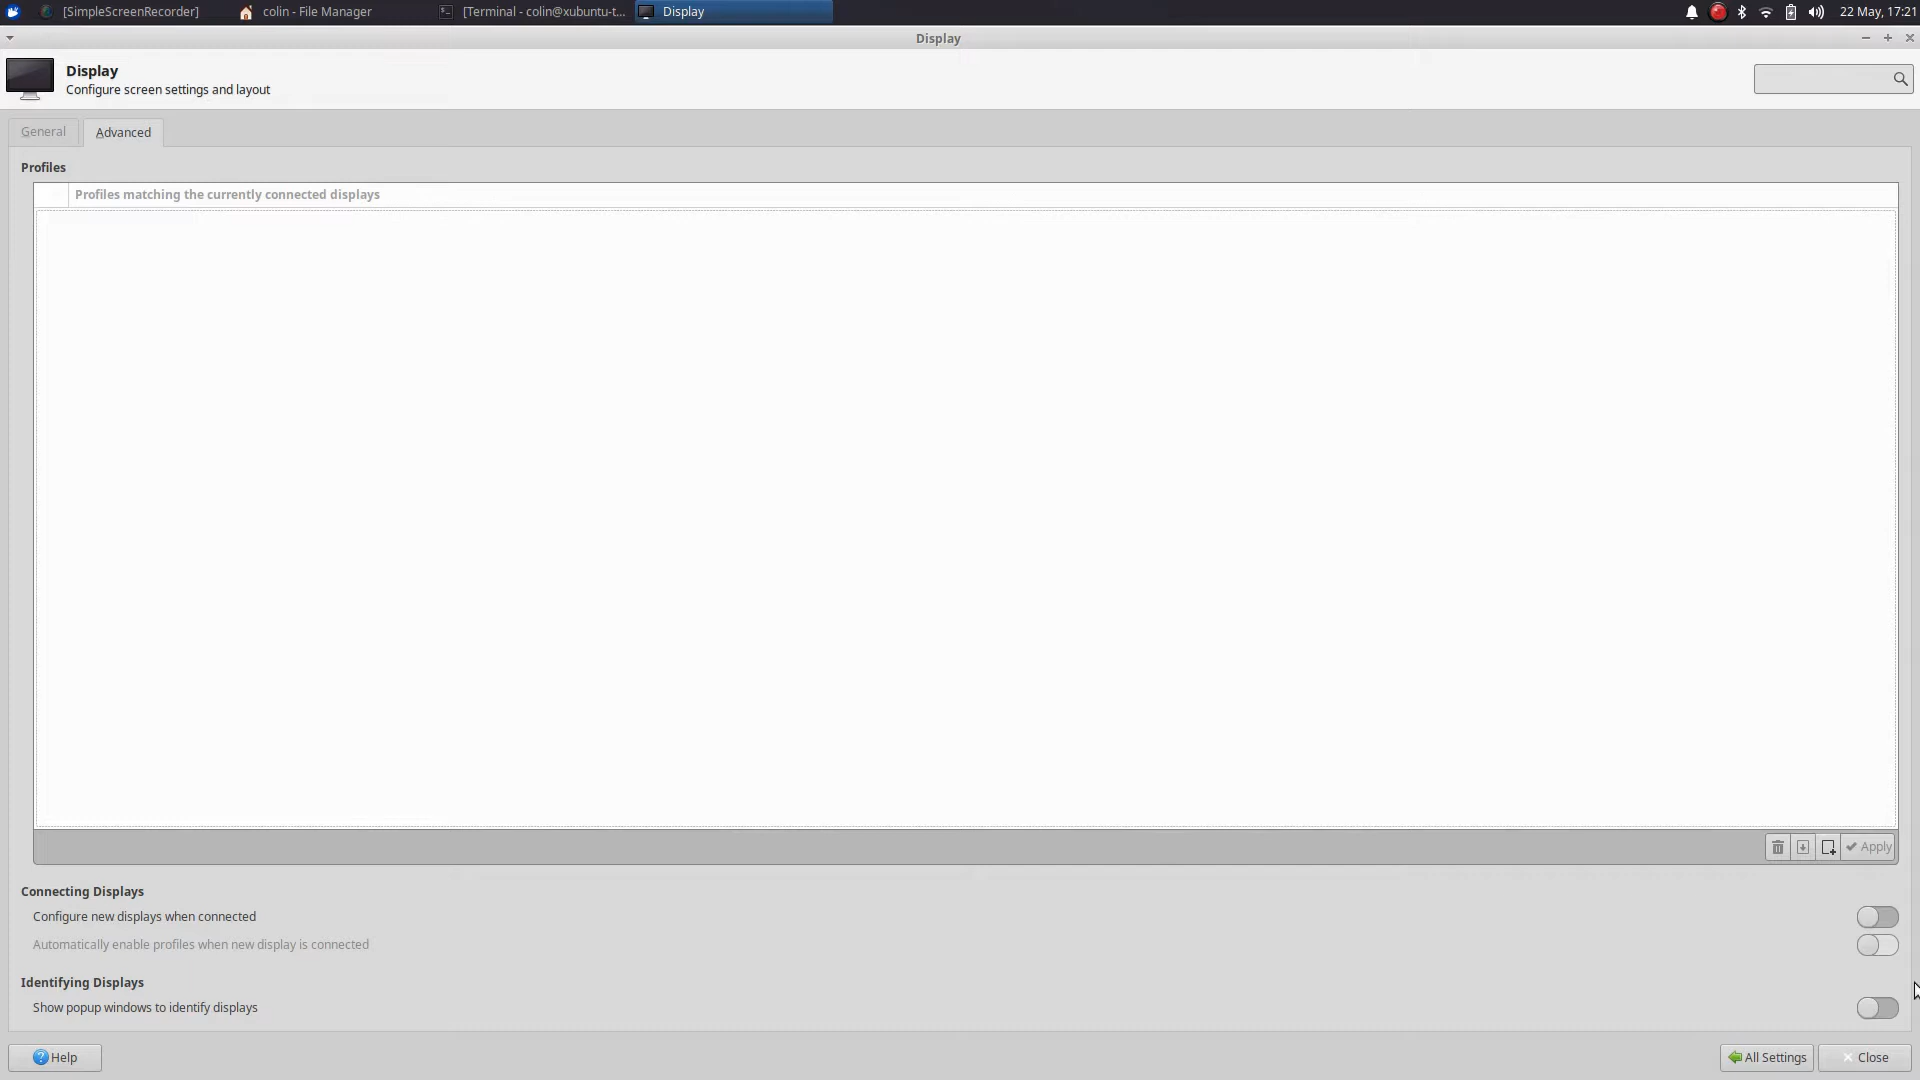 [SimpleScreenRecorder]
colin - File Manager
[Terminal - colin@xubuntu-t...
Display
22 May, 17:21
Display
Display
Configure screen settings and layout
General
Advanced
Profiles
Profiles matching the currently connected displays
Apply
Connecting Displays
Configure new displays when connected
Automatically enable profiles when new display is connected
Identifying Displays
Show popup windows to identify displays
Help
All Settings
Close